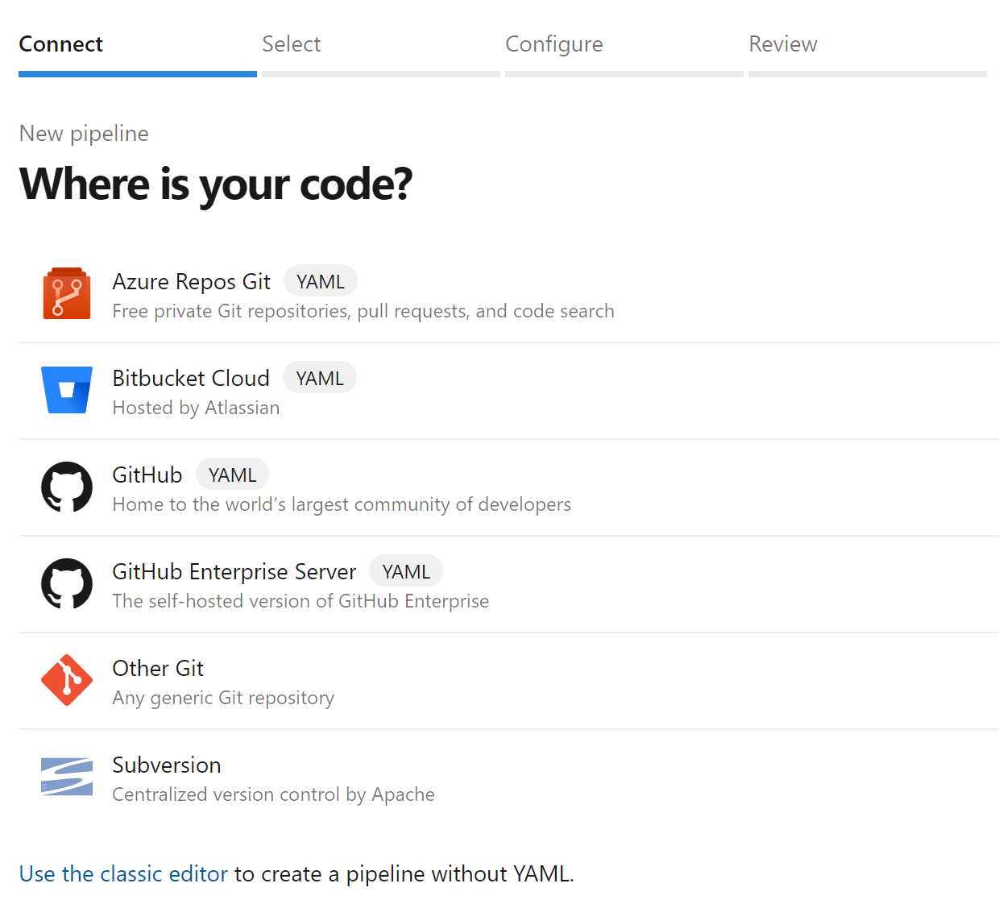 Connect Select Configure Review
New pipeline
Where is your code?
Azure Repos Git YAML
Free private Git repositories, pull requests, and code search
Bitbucket Cloud YAML
Hosted by Atlassian
GitHub YAML
Home to the world’s largest community of developers
GitHub Enterprise Server YAML
The self-hosted version of GitHub Enterprise
Other Git
Any generic Git repository
Subversion
Centralized version control by Apache
Use the classic editor to create a pipeline without YAML.